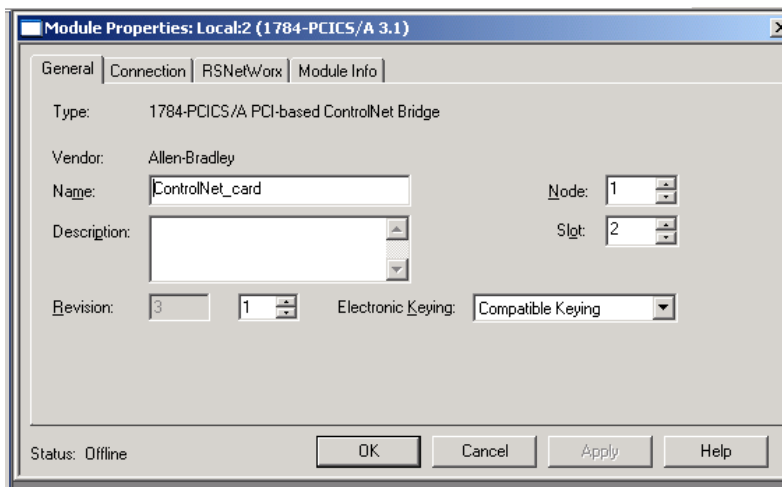 Module Properties: Local:2 (1784-PCICS/A 3.1)
General Connection RSNetWorx Module Info
Type: 1784-PCICS/A PCI-based ControlNet Bridge
Vendor: Allen-Bradley
Name: ControlNet_card Node: 1
Description: Slot: 2
Revision: 3 1 Electronic Keying: Compatible Keying
Status: Offline OK Cancel Apply Help